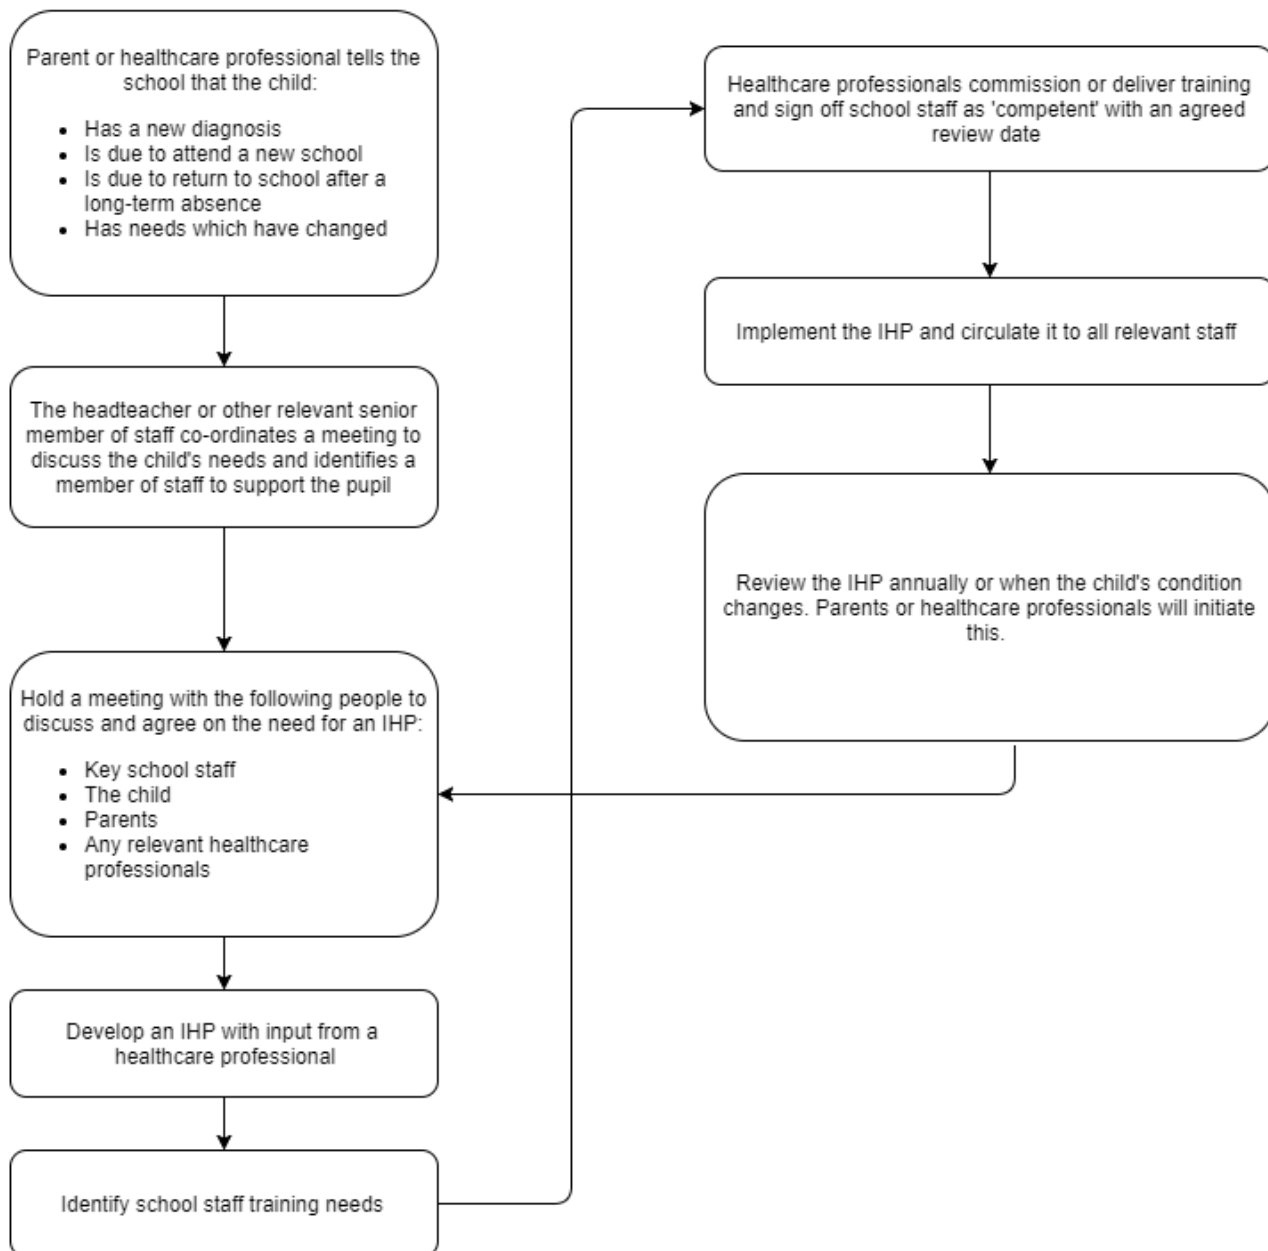 Parent or healthcare professional tells the
school that the child:
• Has a new diagnosis
• Is due to attend a new school
• Is due to return to school after a
long-term absence
• Has needs which have changed
The headteacher or other relevant senior
member of staff co-ordinates a meeting to
discuss the child's needs and identifies a
member of staff to support the pupil
Hold a meeting with the following people to
discuss and agree on the need for an IHP:
• Key school staff
• The child
• Parents
• Any relevant healthcare
professionals
Develop an IHP with input from a
healthcare professional
Identify school staff training needs
Healthcare professionals commission or deliver training
and sign off school staff as 'competent' with an agreed
review date
Implement the IHP and circulate it to all relevant staff
Review the IHP annually or when the child's condition
changes. Parents or healthcare professionals will initiate
this.